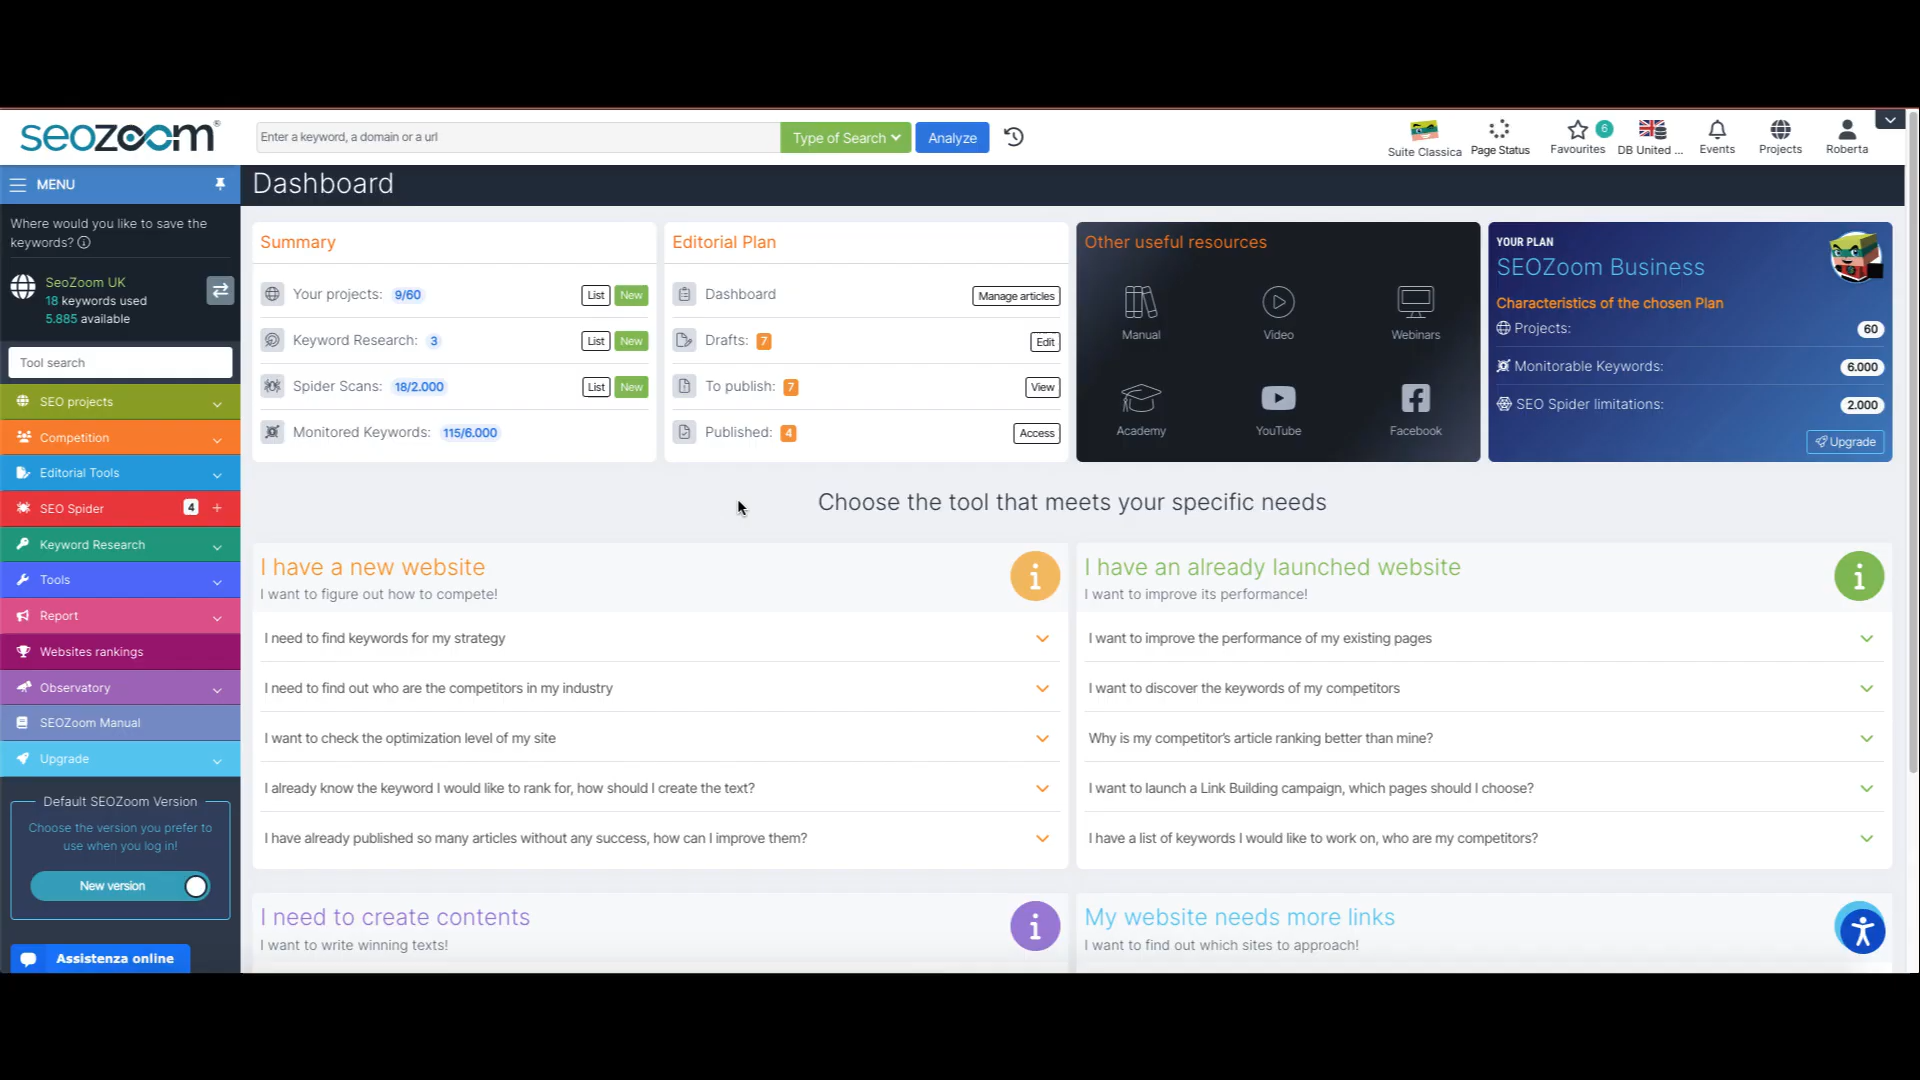 seozoom®
Enter a keyword, a domain or a url
Type of Search
Analyze
Suite Classica
Page Status
Favourites
6
DB United ...
Events
Projects
Roberta
MENU
Dashboard
Where would you like to save the
keywords?
SeoZoom UK
18 keywords used
5.885 available
Tool search
SEO projects
Competition
Editorial Tools
SEO Spider 4 +
Keyword Research
Tools
Report
Websites rankings
Observatory
SEOZoom Manual
Upgrade
Default SEOZoom Version
Choose the version you prefer to
use when you log in!
New version
Assistenza online
Summary
Your projects: 9/60 List New
Keyword Research: 3 List New
Spider Scans: 18/2.000 List New
Monitored Keywords: 115/6.000
Editorial Plan
Dashboard Manage articles
Drafts: 7 Edit
To publish: 7 View
Published: 4 Access
Other useful resources
Manual Video Webinars
Academy YouTube Facebook
YOUR PLAN
SEOZoom Business
Characteristics of the chosen Plan
Projects: 60
Monitorable Keywords: 6.000
SEO Spider limitations: 2.000
Upgrade
Choose the tool that meets your specific needs
I have a new website
I want to figure out how to compete!
I need to find keywords for my strategy
I need to find out who are the competitors in my industry
I want to check the optimization level of my site
I already know the keyword I would like to rank for, how should I create the text?
I have already published so many articles without any success, how can I improve them?
I have an already launched website
I want to improve its performance!
I want to improve the performance of my existing pages
I want to discover the keywords of my competitors
Why is my competitor's article ranking better than mine?
I want to launch a Link Building campaign, which pages should I choose?
I have a list of keywords I would like to work on, who are my competitors?
I need to create contents
I want to write winning texts!
My website needs more links
I want to find out which sites to approach!